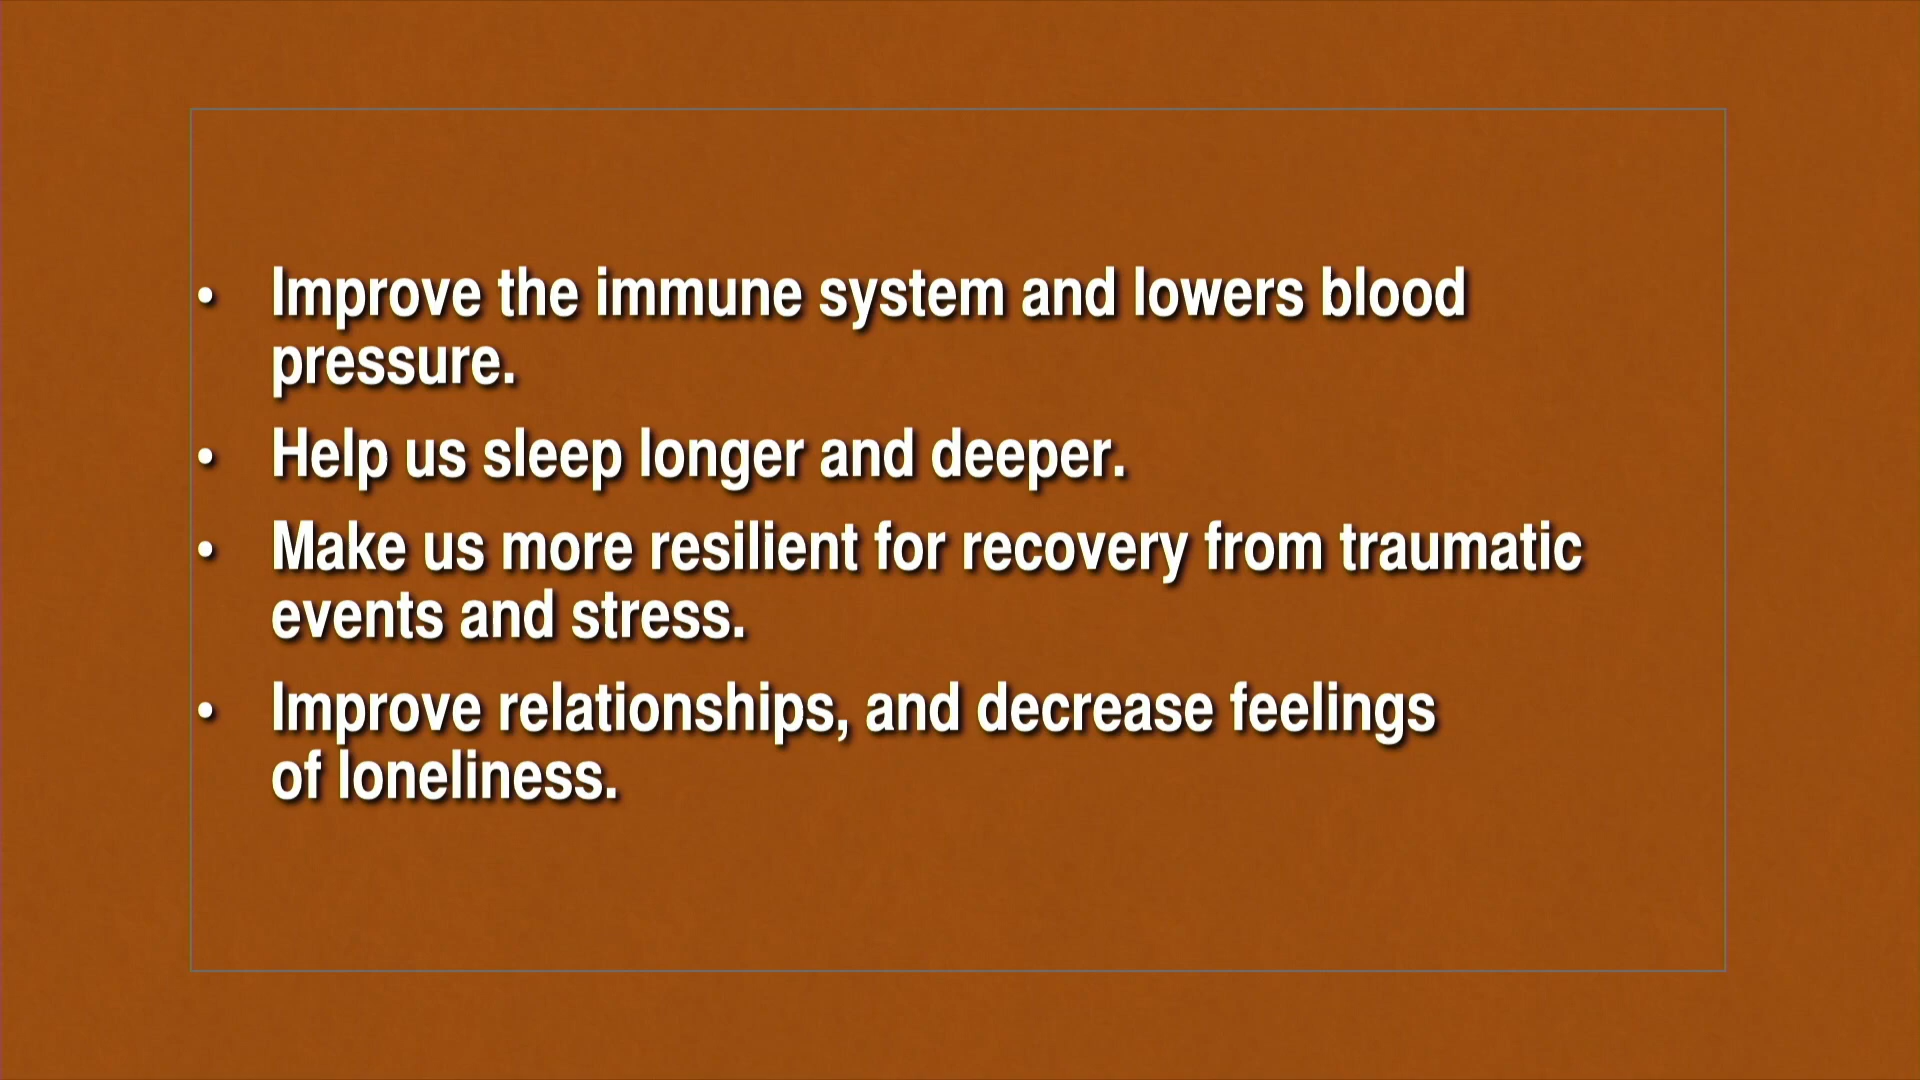 • Improve the immune system and lowers blood
pressure.
• Help us sleep longer and deeper.
• Make us more resilient for recovery from traumatic
events and stress.
• Improve relationships, and decrease feelings
of loneliness.